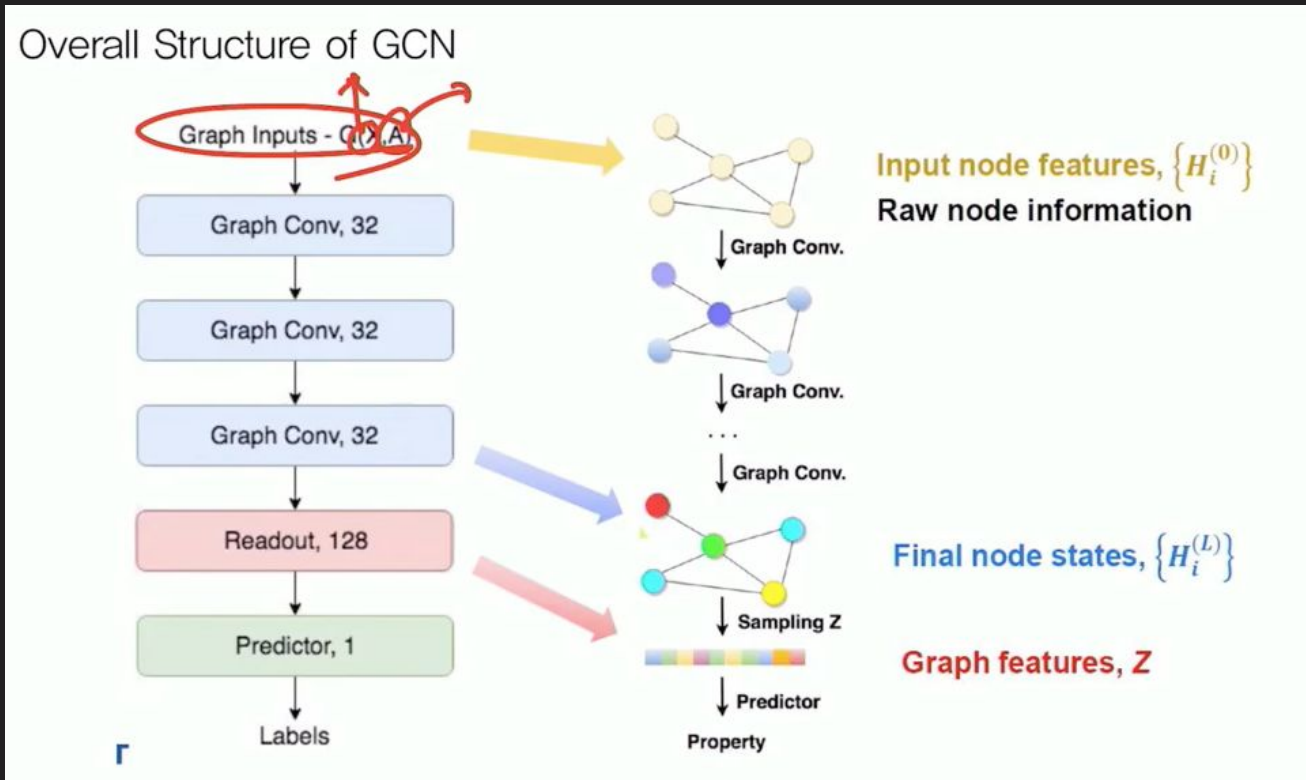 Overall Structure of GCN
Graph Inputs - G(X,A)
Graph Conv, 32
Graph Conv, 32
Graph Conv, 32
Readout, 128
Predictor, 1
Labels
Graph Conv.
Graph Conv.
...
Graph Conv.
Sampling Z
Predictor
Property
Input node features, {H_i^(0)}
Raw node information
Final node states, {H_i^(L)}
Graph features, Z